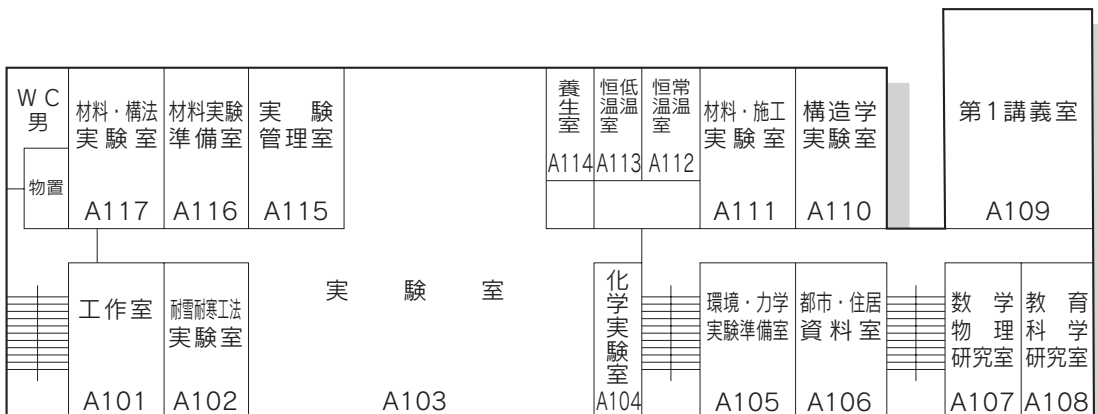 WC
男
物置
材料・構法
実験室
A117
材料実験
準備室
A116
実験
管理室
A115
養生室
A114
恒温室
低温
A113
恒温室
常温
A112
材料・施工
実験室
A111
構造学
実験室
A110
第1講義室
A109
工作室
A101
耐雪耐寒工法
実験室
A102
実験室
A103
化学実験室
A104
環境・力学
実験準備室
A105
都市・住居
資料室
A106
数学
物理
研究室
A107
教育
科学
研究室
A108